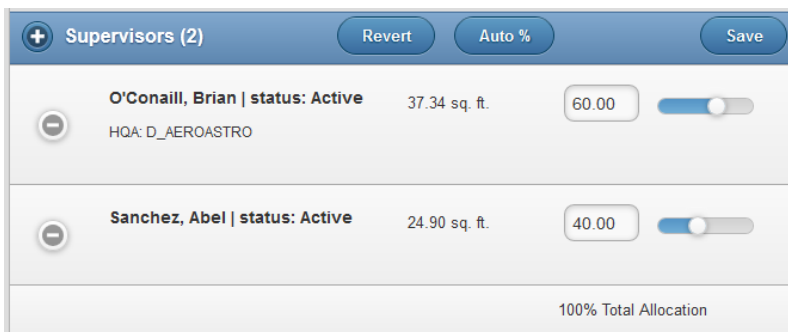 Supervisors (2) Revert Auto % Save
O'Conaill, Brian | status: Active 37.34 sq. ft. 60.00
HQA: D_AEROASTRO
Sanchez, Abel | status: Active 24.90 sq. ft. 40.00
100% Total Allocation